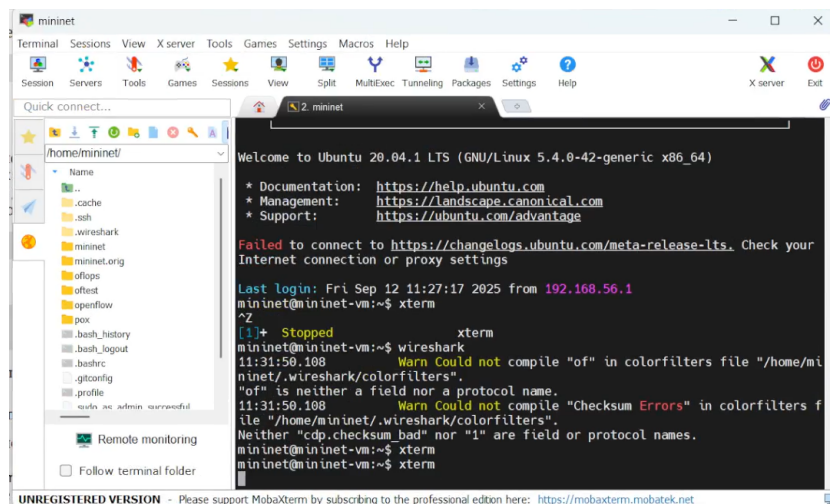 mininet
Terminal Sessions View X server Tools Games Settings Macros Help
Session Servers Tools Games Sessions View Split MultiExec Tunneling Packages Settings Help X server Exit
Quick connect...
2. mininet
/home/mininet/
Name
..
.cache
.ssh
.wireshark
mininet
mininet.orig
oflops
oftest
openflow
pox
.bash_history
.bash_logout
.bashrc
.gitconfig
.profile
.sudo_as_admin_successful
Remote monitoring
Follow terminal folder
Welcome to Ubuntu 20.04.1 LTS (GNU/Linux 5.4.0-42-generic x86_64)
* Documentation: https://help.ubuntu.com
* Management: https://landscape.canonical.com
* Support: https://ubuntu.com/advantage
Failed to connect to https://changelogs.ubuntu.com/meta-release-lts. Check your
Internet connection or proxy settings
Last login: Fri Sep 12 11:27:17 2025 from 192.168.56.1
mininet@mininet-vm:~$ xterm
^Z
[1]+ Stopped xterm
mininet@mininet-vm:~$ wireshark
11:31:50.108 Warn Could not compile "of" in colorfilters file "/home/mi
ninet/.wireshark/colorfilters".
"of" is neither a field nor a protocol name.
11:31:50.108 Warn Could not compile "Checksum Errors" in colorfilters f
ile "/home/mininet/.wireshark/colorfilters".
Neither "cdp.checksum_bad" nor "1" are field or protocol names.
mininet@mininet-vm:~$ xterm
mininet@mininet-vm:~$ xterm
UNREGISTERED VERSION - Please support MobaXterm by subscribing to the professional edition here: https://mobaxterm.mobatek.net